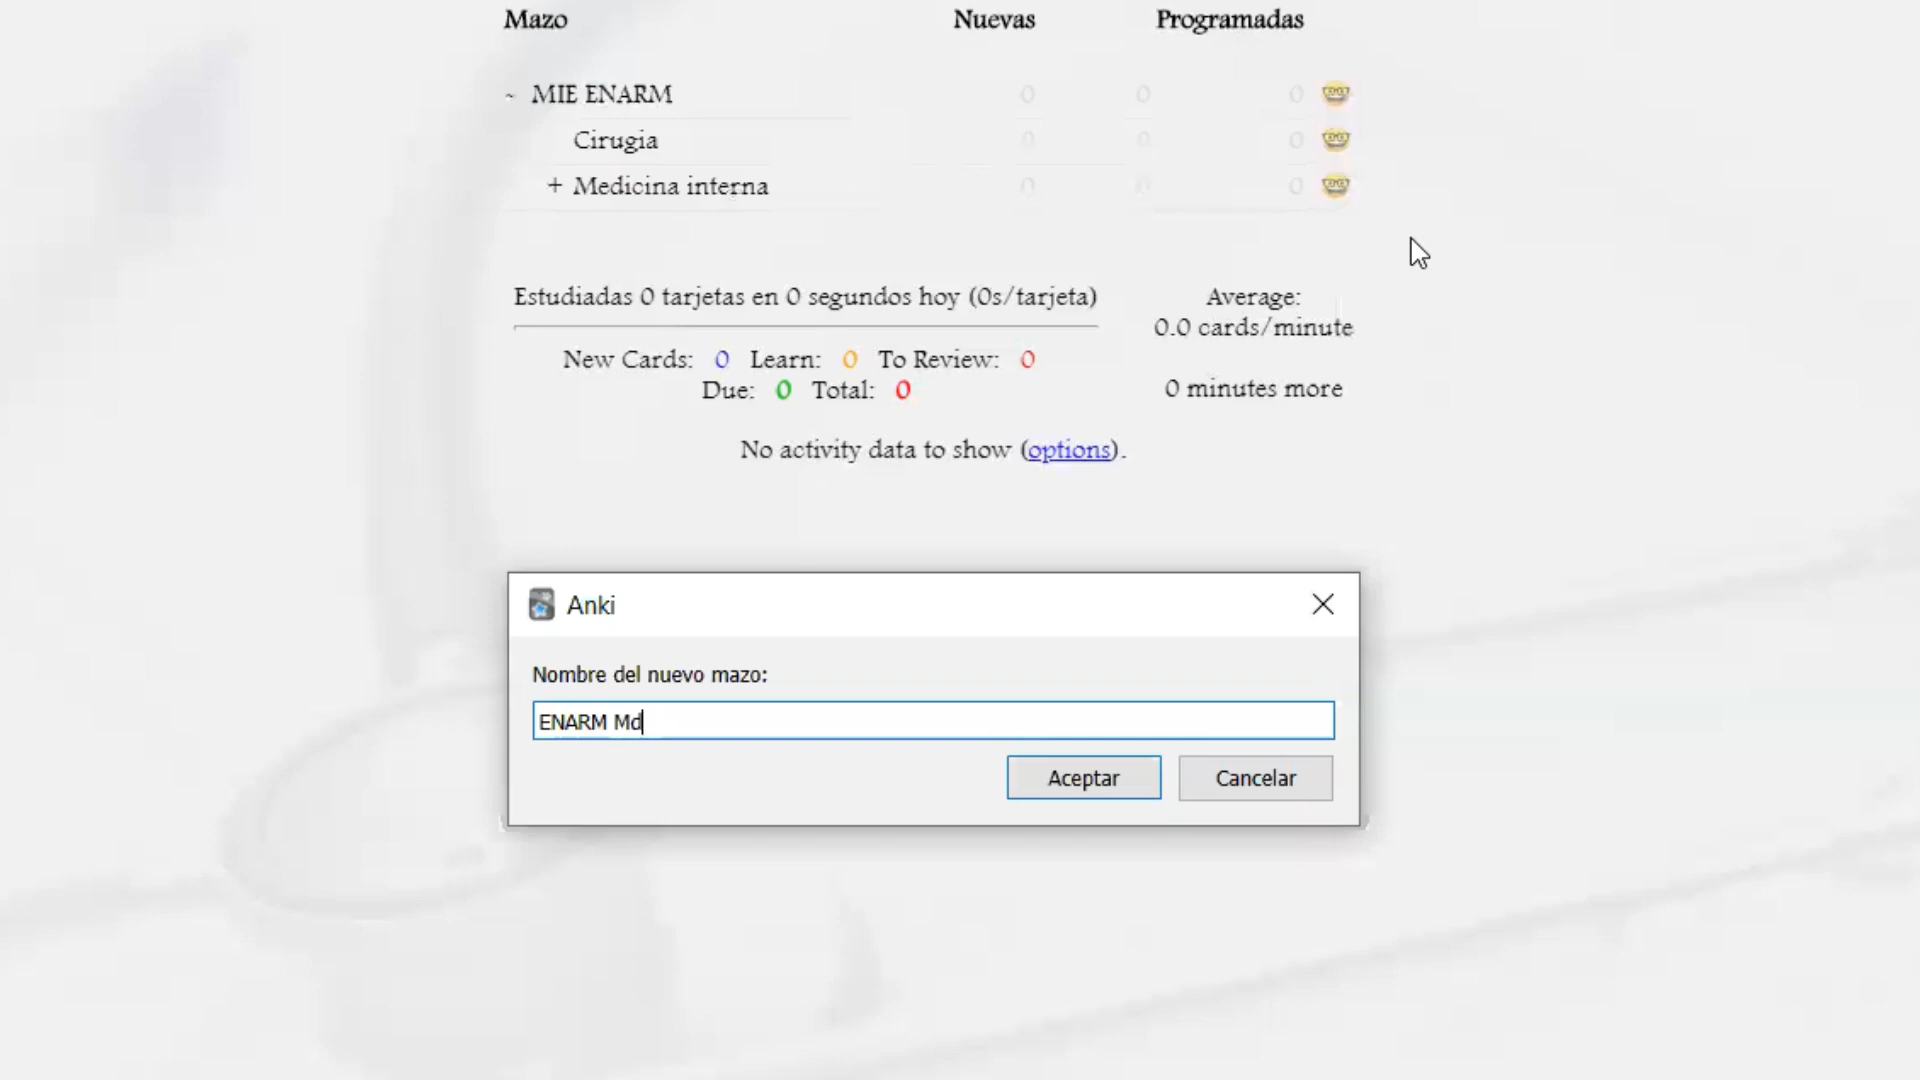 Mazo Nuevas Programadas
~ MIE ENARM 0 0 0
Cirugia 0 0 0
+ Medicina interna 0 0 0
Estudiadas 0 tarjetas en 0 segundos hoy (0s/tarjeta)
New Cards: 0 Learn: 0 To Review: 0
Due: 0 Total: 0
Average:
0.0 cards/minute
0 minutes more
No activity data to show (options).
Anki
Nombre del nuevo mazo:
ENARM Md
Aceptar Cancelar